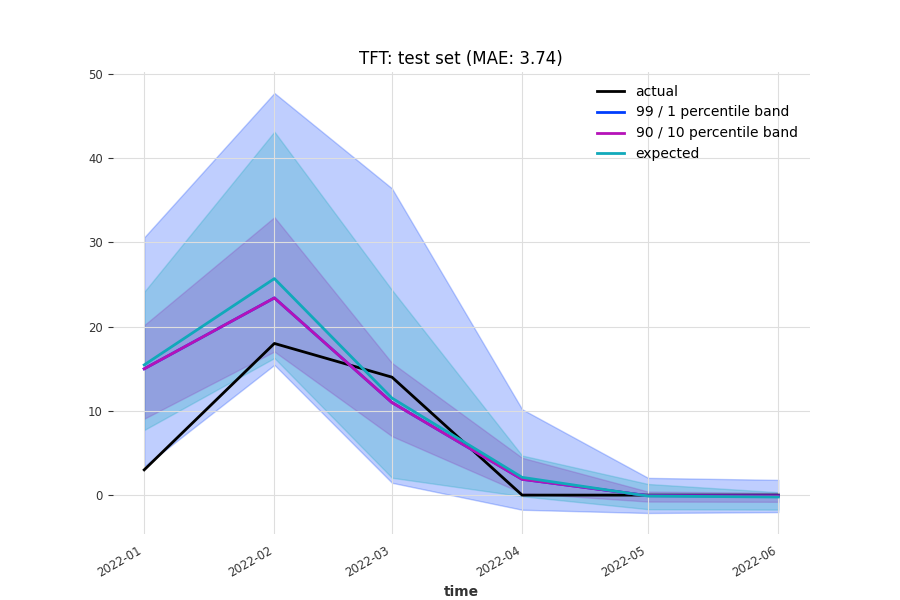 TFT: test set (MAE: 3.74)
actual
99 / 1 percentile band
90 / 10 percentile band
expected
50
40
30
20
10
0
2022-01
2022-02
2022-03
2022-04
2022-05
2022-06
time